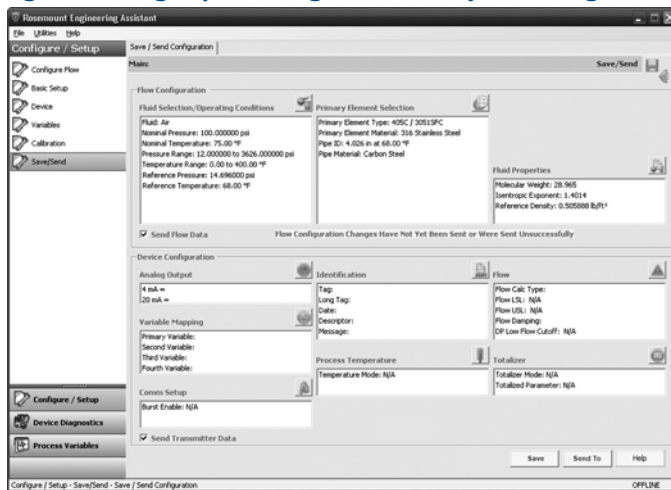 Rosemount Engineering Assistant
File Utilities Help
Configure / Setup
Configure Flow
Basic Setup
Device
Variables
Calibration
Save/Send
Configure / Setup
Device Diagnostics
Process Variables
Save / Send Configuration
Main:
Save/Send
Flow Configuration
Fluid Selection/Operating Conditions
Fluid: Air
Nominal Pressure: 100.000000 psi
Nominal Temperature: 75.00 °F
Pressure Range: 12.000000 to 3626.000000 psi
Temperature Range: 0.00 to 400.00 °F
Reference Pressure: 14.696000 psi
Reference Temperature: 68.00 °F
Primary Element Selection
Primary Element Type: 405C / 3051SFC
Primary Element Material: 316 Stainless Steel
Pipe ID: 4.026 in at 68.00 °F
Pipe Material: Carbon Steel
Fluid Properties
Molecular Weight: 28.965
Isentropic Exponent: 1.4014
Reference Density: 0.505888 lb/ft³
Send Flow Data
Flow Configuration Changes Have Not Yet Been Sent or Were Sent Unsuccessfully
Device Configuration
Analog Output
4 mA =
20 mA =
Variable Mapping
Primary Variable:
Second Variable:
Third Variable:
Fourth Variable:
Comm Setup
Burst Enable: N/A
Identification
Tag:
Long Tag:
Date:
Descriptor:
Message:
Process Temperature
Temperature Mode: N/A
Flow
Flow Calc Type:
Flow LSL: N/A
Flow USL: N/A
Flow Damping:
DP Low Flow Cutoff: N/A
Totalizer
Totalizer Mode: N/A
Totalized Parameter: N/A
Send Transmitter Data
Save
Send To
Help
Configure / Setup - Save/Send - Save / Send Configuration
OFFLINE